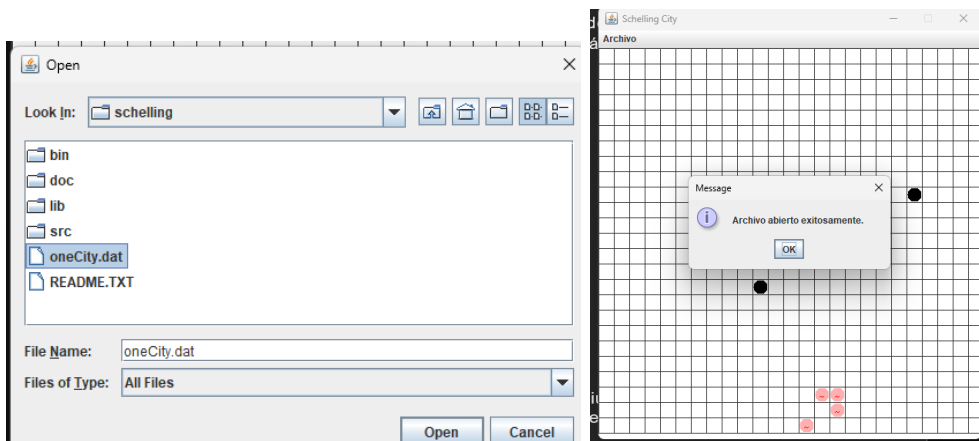 Open
Look In: schelling
bin
doc
lib
src
oneCity.dat
README.TXT
File Name: oneCity.dat
Files of Type: All Files
Open Cancel
Schelling City
Archivo
Message
Archivo abierto exitosamente.
OK